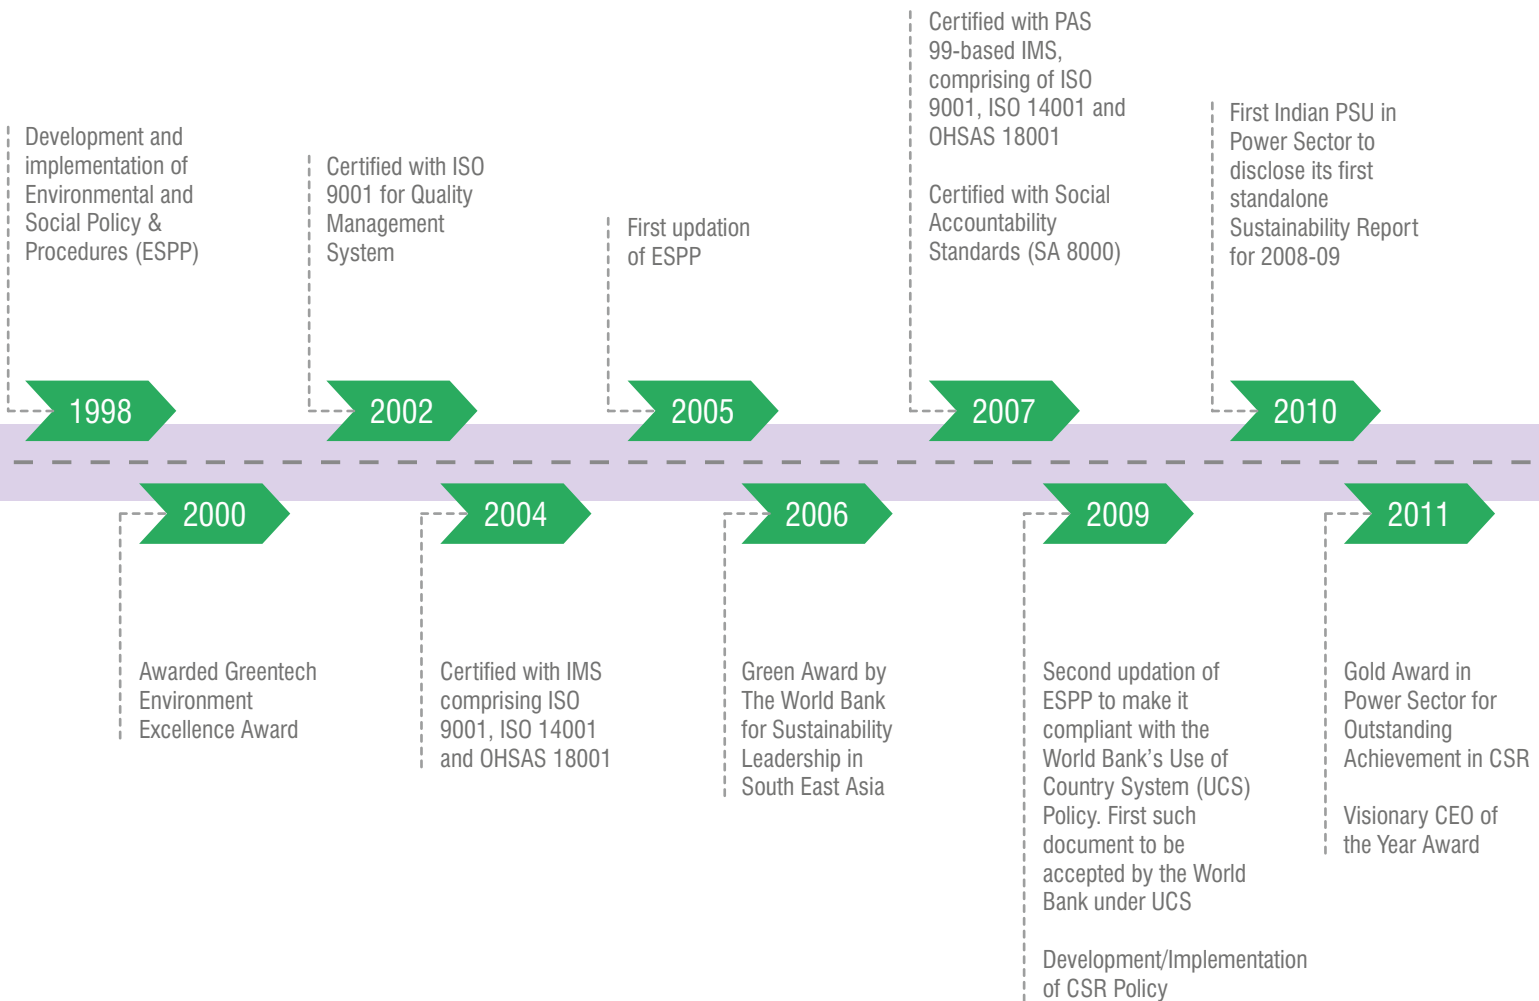 Development and
implementation of
Environmental and
Social Policy &
Procedures (ESPP)
1998
Awarded Greentech
Environment
Excellence Award
2000
Certified with ISO
9001 for Quality
Management
System
2002
Certified with IMS
comprising ISO
9001, ISO 14001
and OHSAS 18001
2004
First updation
of ESPP
2005
Green Award by
The World Bank
for Sustainability
Leadership in
South East Asia
2006
Certified with PAS
99-based IMS,
comprising of ISO
9001, ISO 14001 and
OHSAS 18001
Certified with Social
Accountability
Standards (SA 8000)
2007
2009
Second updation of
ESPP to make it
compliant with the
World Bank's Use of
Country System (UCS)
Policy. First such
document to be
accepted by the World
Bank under UCS
Development/Implementation
of CSR Policy
First Indian PSU in
Power Sector to
disclose its first
standalone
Sustainability Report
for 2008-09
2010
2011
Gold Award in
Power Sector for
Outstanding
Achievement in CSR
Visionary CEO of
the Year Award